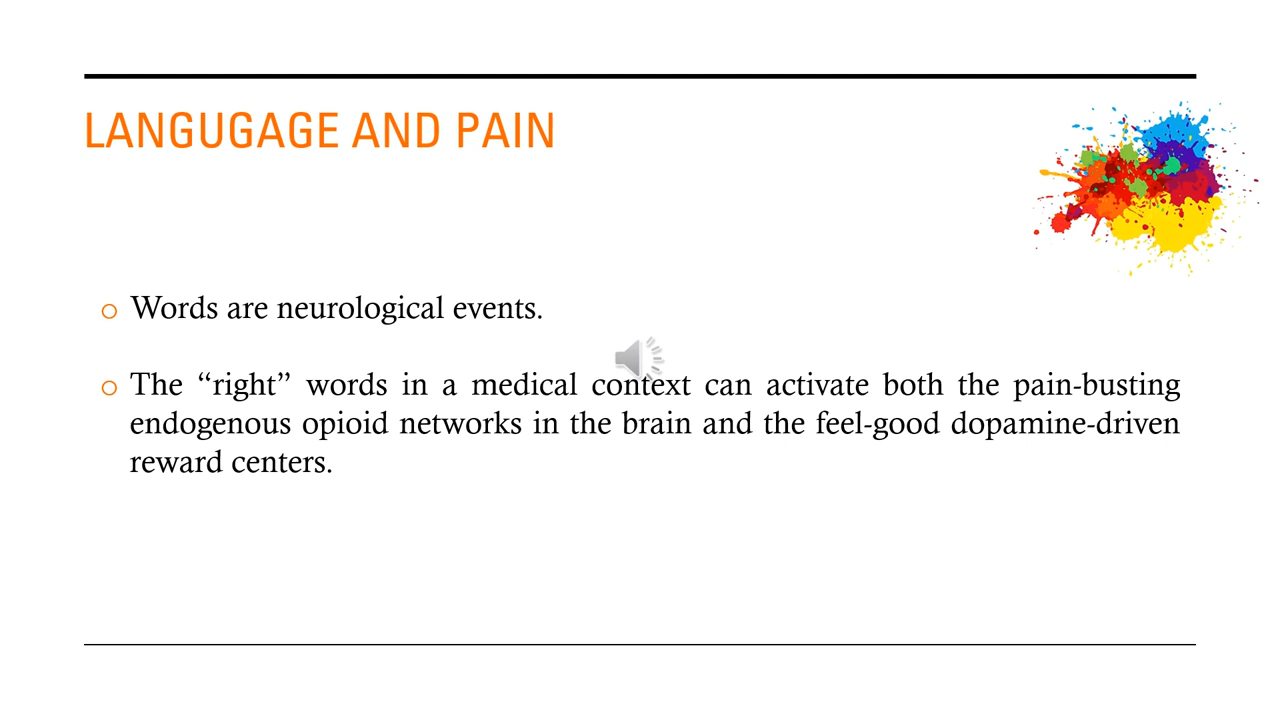 LANGUGAGE AND PAIN
Words are neurological events.
The “right” words in a medical context can activate both the pain-busting
endogenous opioid networks in the brain and the feel-good dopamine-driven
reward centers.